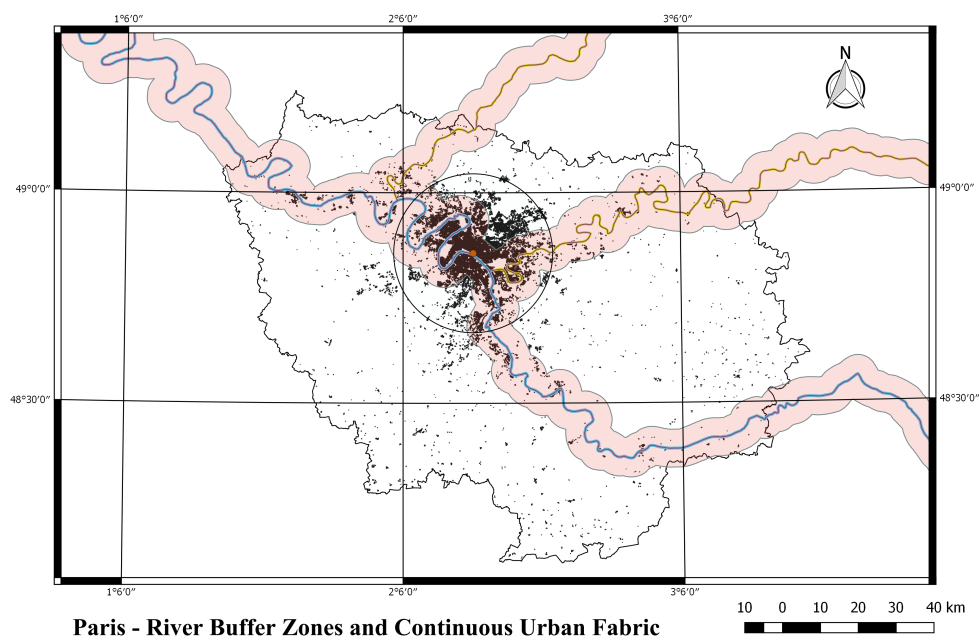 1°6′0″ 2°6′0″ 3°6′0″
N
49°0′0″ 49°0′0″
48°30′0″ 48°30′0″
1°6′0″ 2°6′0″ 3°6′0″
10 0 10 20 30 40 km
Paris - River Buffer Zones and Continuous Urban Fabric